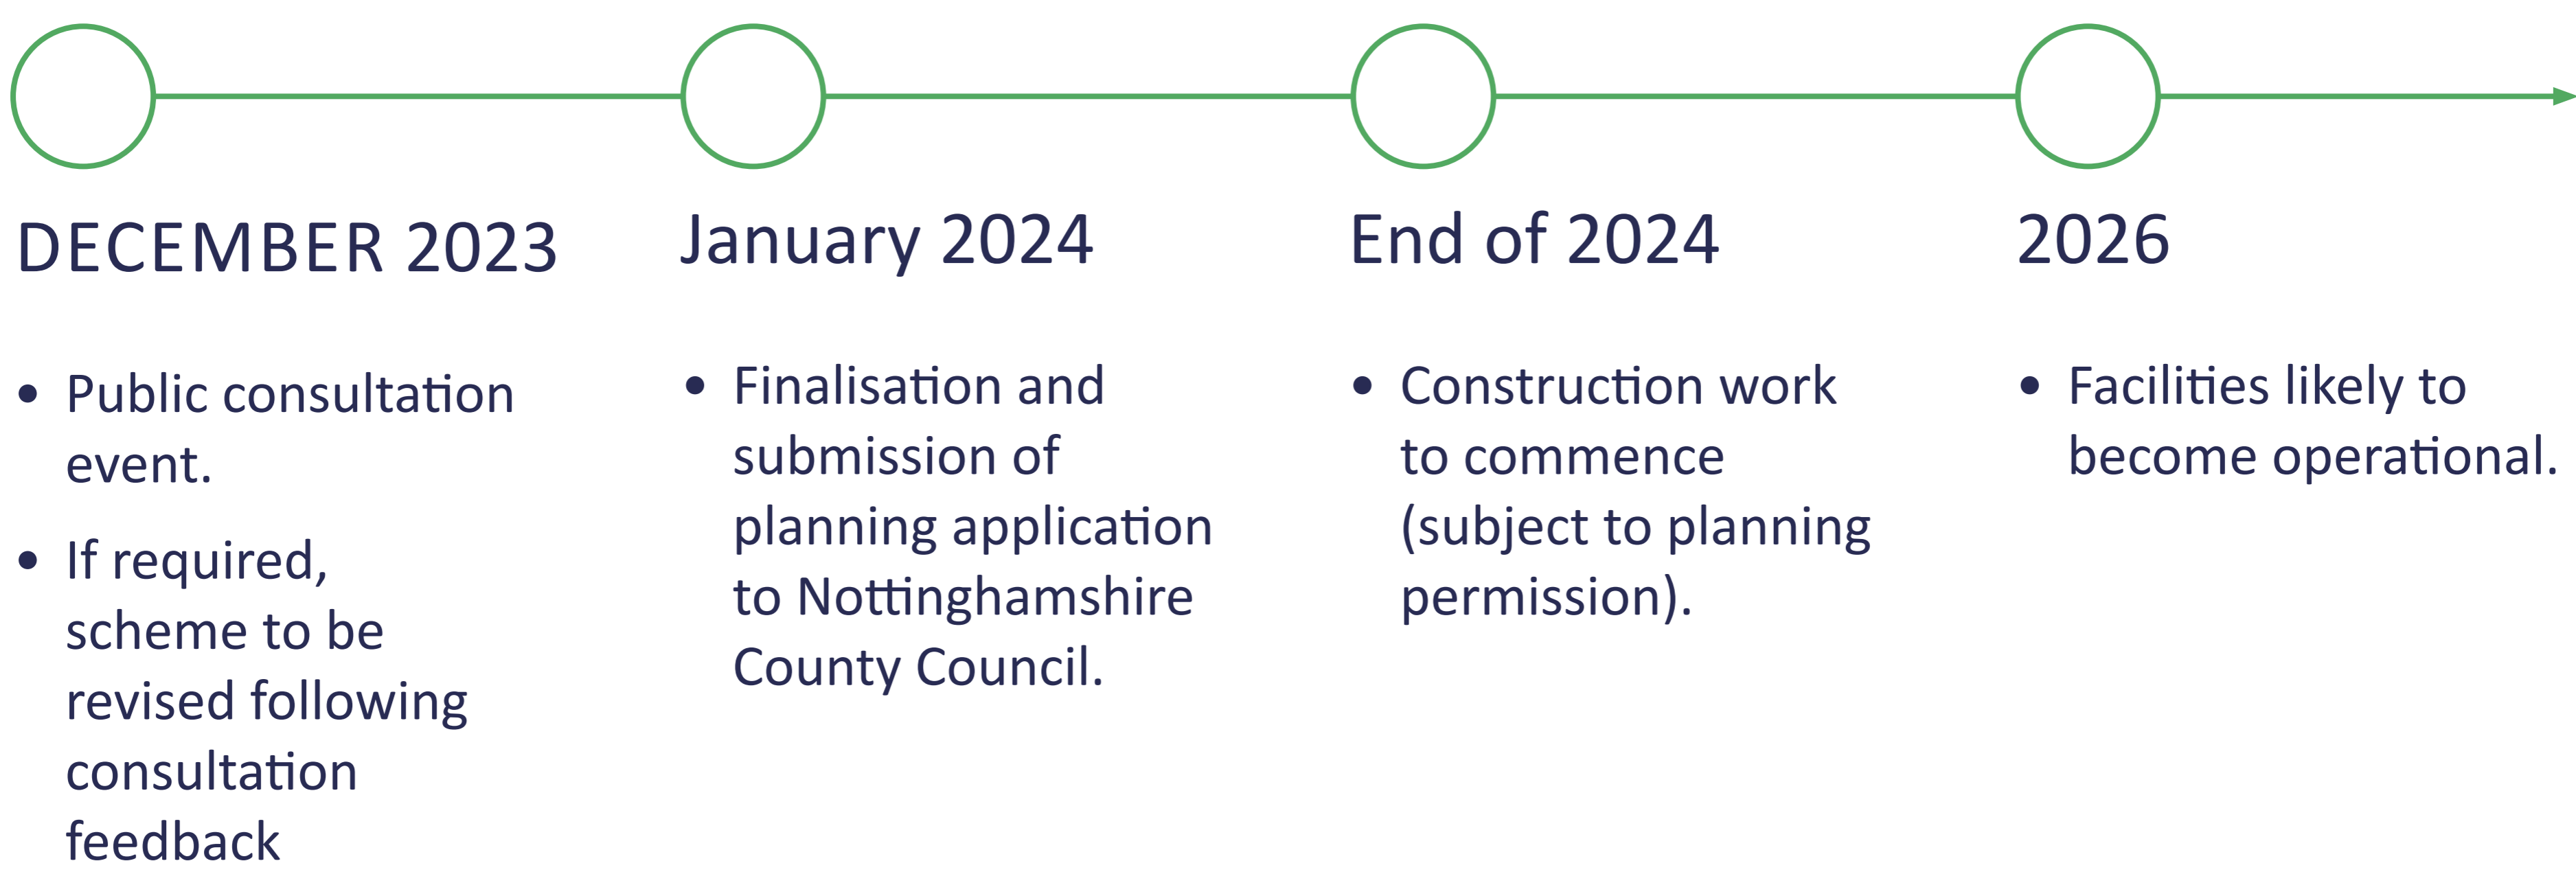 DECEMBER 2023
• Public consultation
event.
• If required,
scheme to be
revised following
consultation
feedback
January 2024
• Finalisation and
submission of
planning application
to Nottinghamshire
County Council.
End of 2024
• Construction work
to commence
(subject to planning
permission).
2026
• Facilities likely to
become operational.